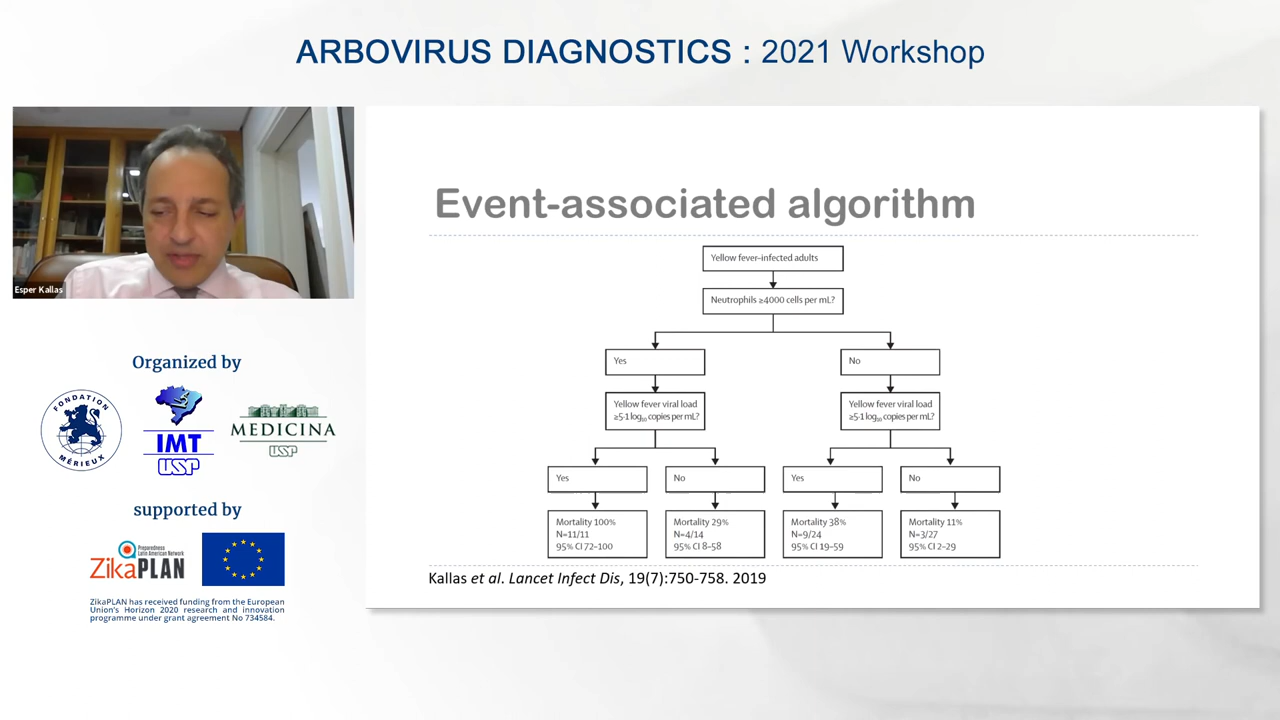 ARBOVIRUS DIAGNOSTICS : 2021 Workshop
Esper Kallas
Organized by
FONDATION
MÉRIEUX
IMT
USP
MEDICINA
USP
supported by
Preparedness
Latin American Network
ZikaPLAN
ZikaPLAN has received funding from the European
Union's Horizon 2020 research and innovation
programme under grant agreement No 734584.
Event-associated algorithm
Yellow fever–infected adults
Neutrophils ≥4000 cells per mL?
Yes
No
Yellow fever viral load
≥5·1 log₁₀ copies per mL?
Yellow fever viral load
≥5·1 log₁₀ copies per mL?
Yes
No
Yes
No
Mortality 100%
N=11/11
95% CI 72–100
Mortality 29%
N=4/14
95% CI 8–58
Mortality 38%
N=9/24
95% CI 19–59
Mortality 11%
N=3/27
95% CI 2–29
Kallas et al. Lancet Infect Dis, 19(7):750-758. 2019